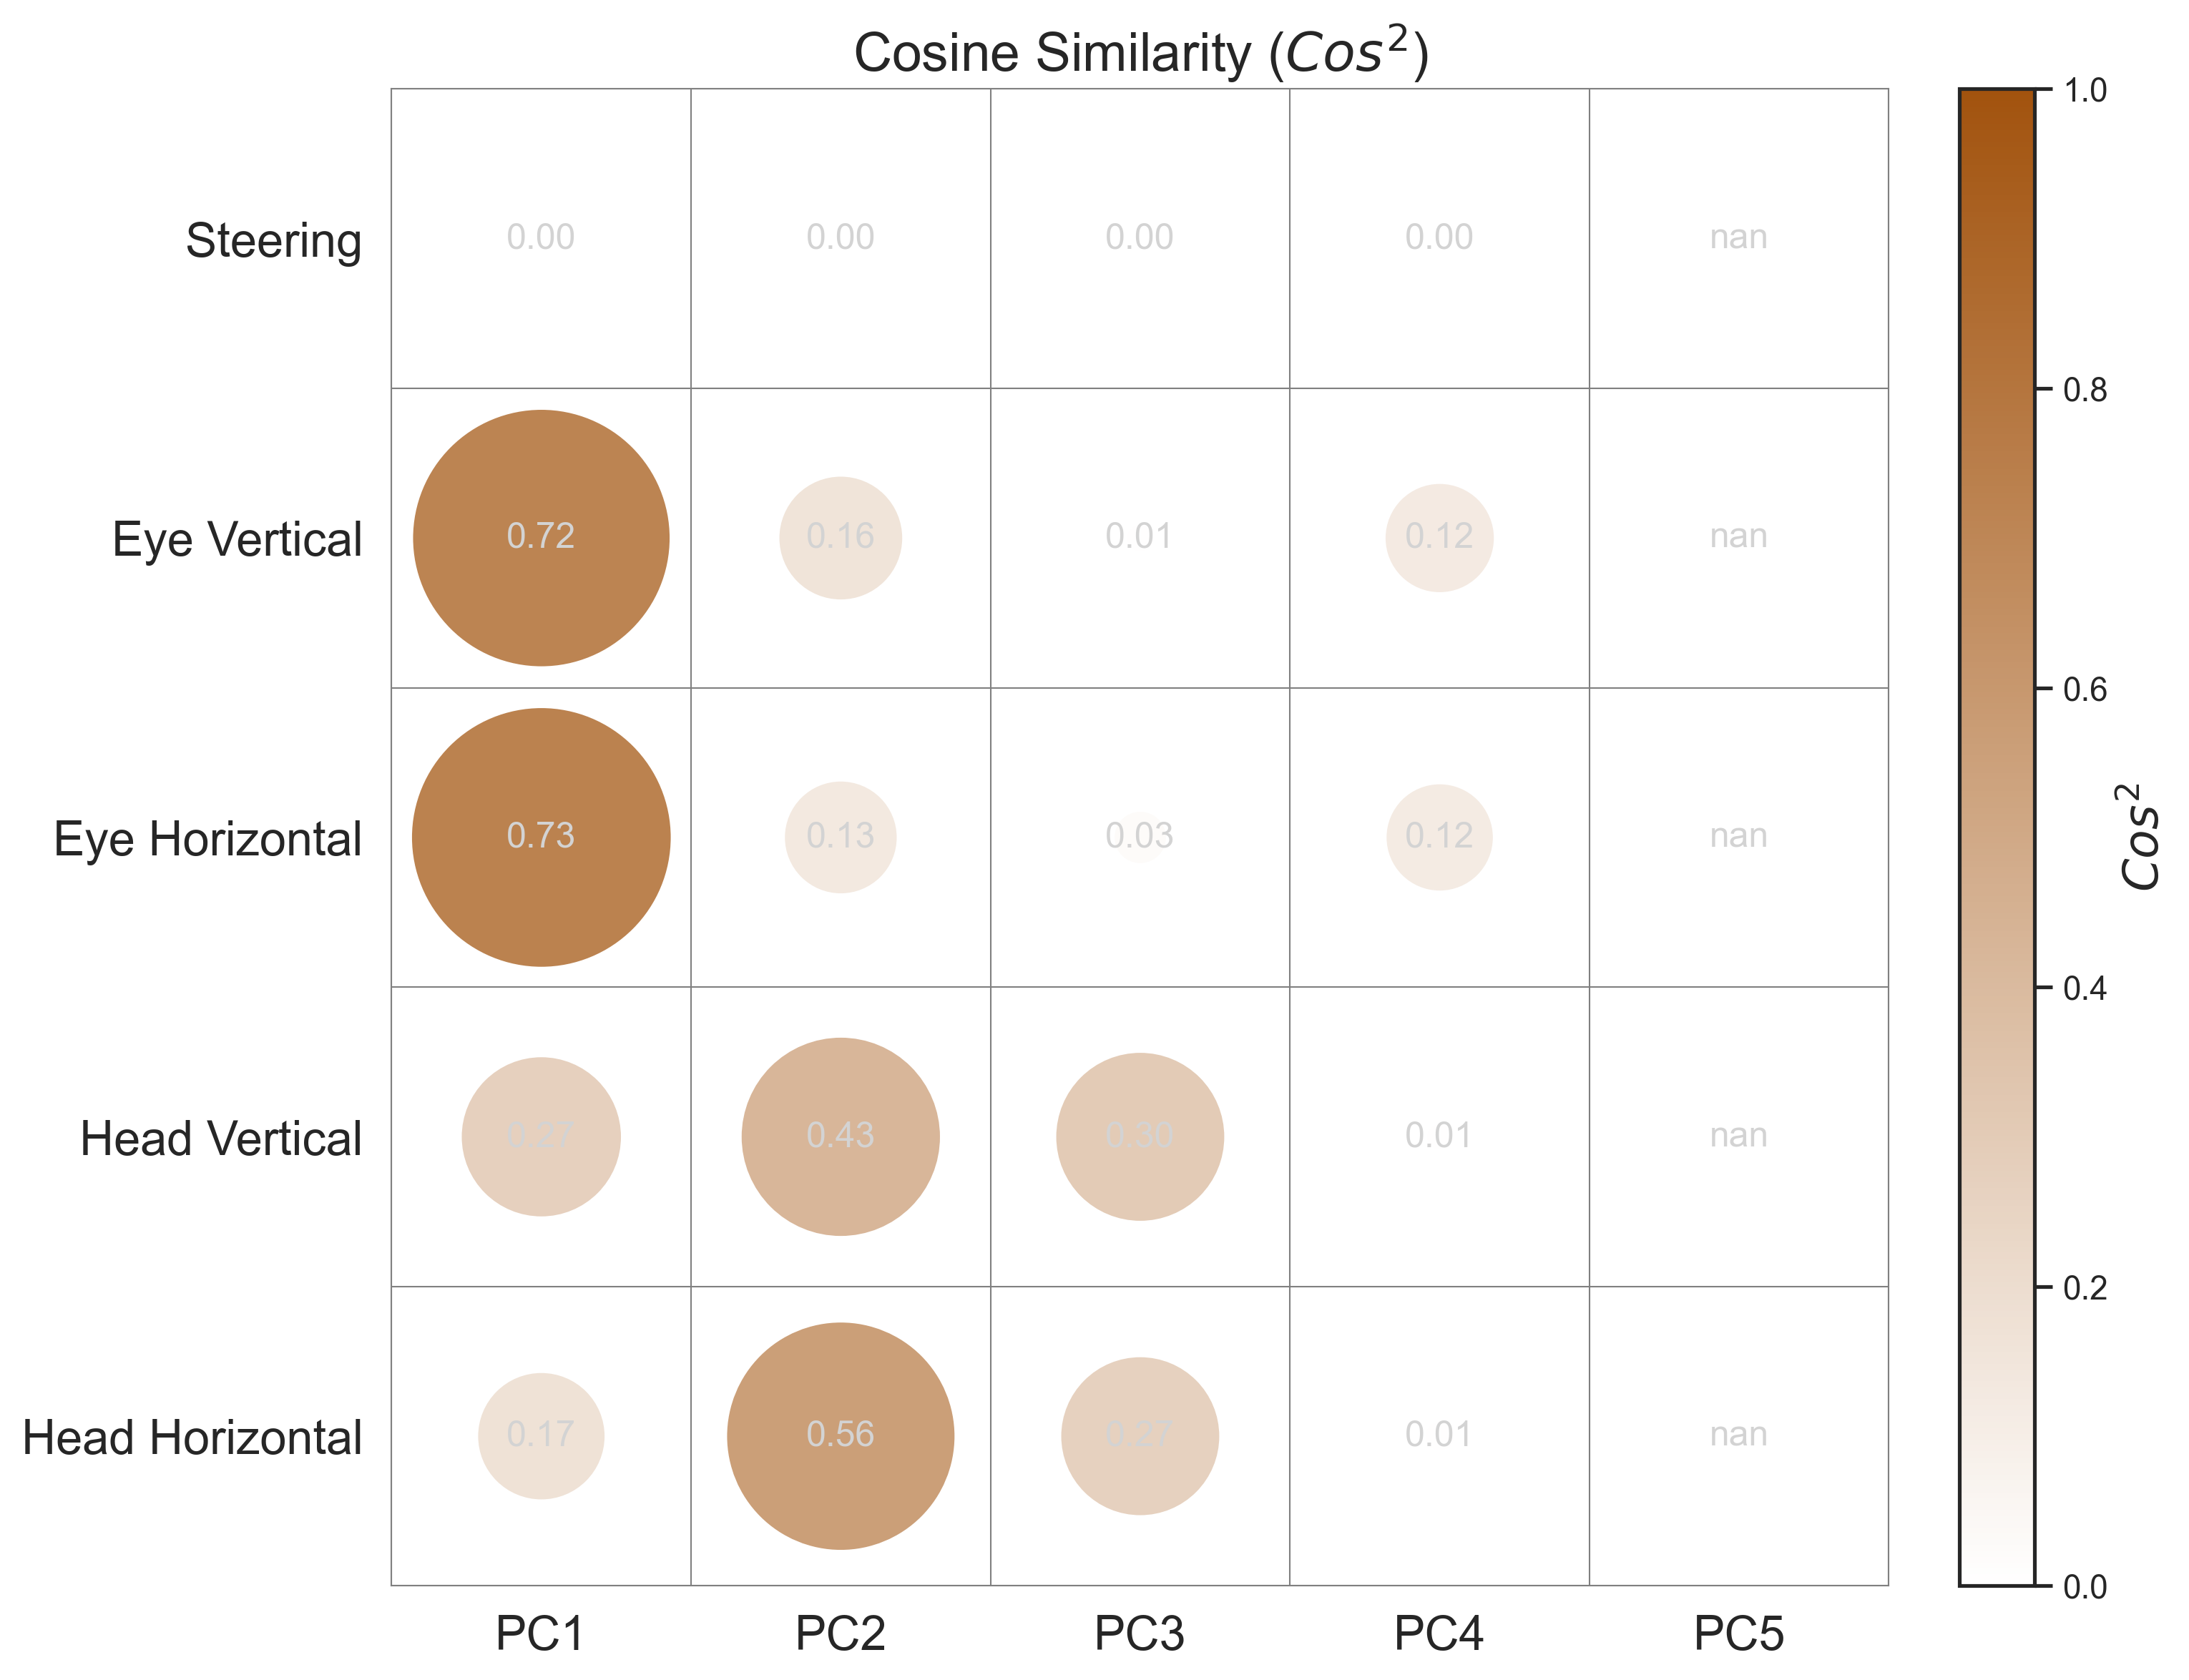 Cosine Similarity (Cos²)
Steering 0.00 0.00 0.00 0.00 nan
Eye Vertical 0.72 0.16 0.01 0.12 nan
Eye Horizontal 0.73 0.13 0.03 0.12 nan
Head Vertical 0.27 0.43 0.30 0.01 nan
Head Horizontal 0.17 0.56 0.27 0.01 nan
PC1 PC2 PC3 PC4 PC5
1.0
0.8
0.6
0.4
0.2
0.0
Cos²